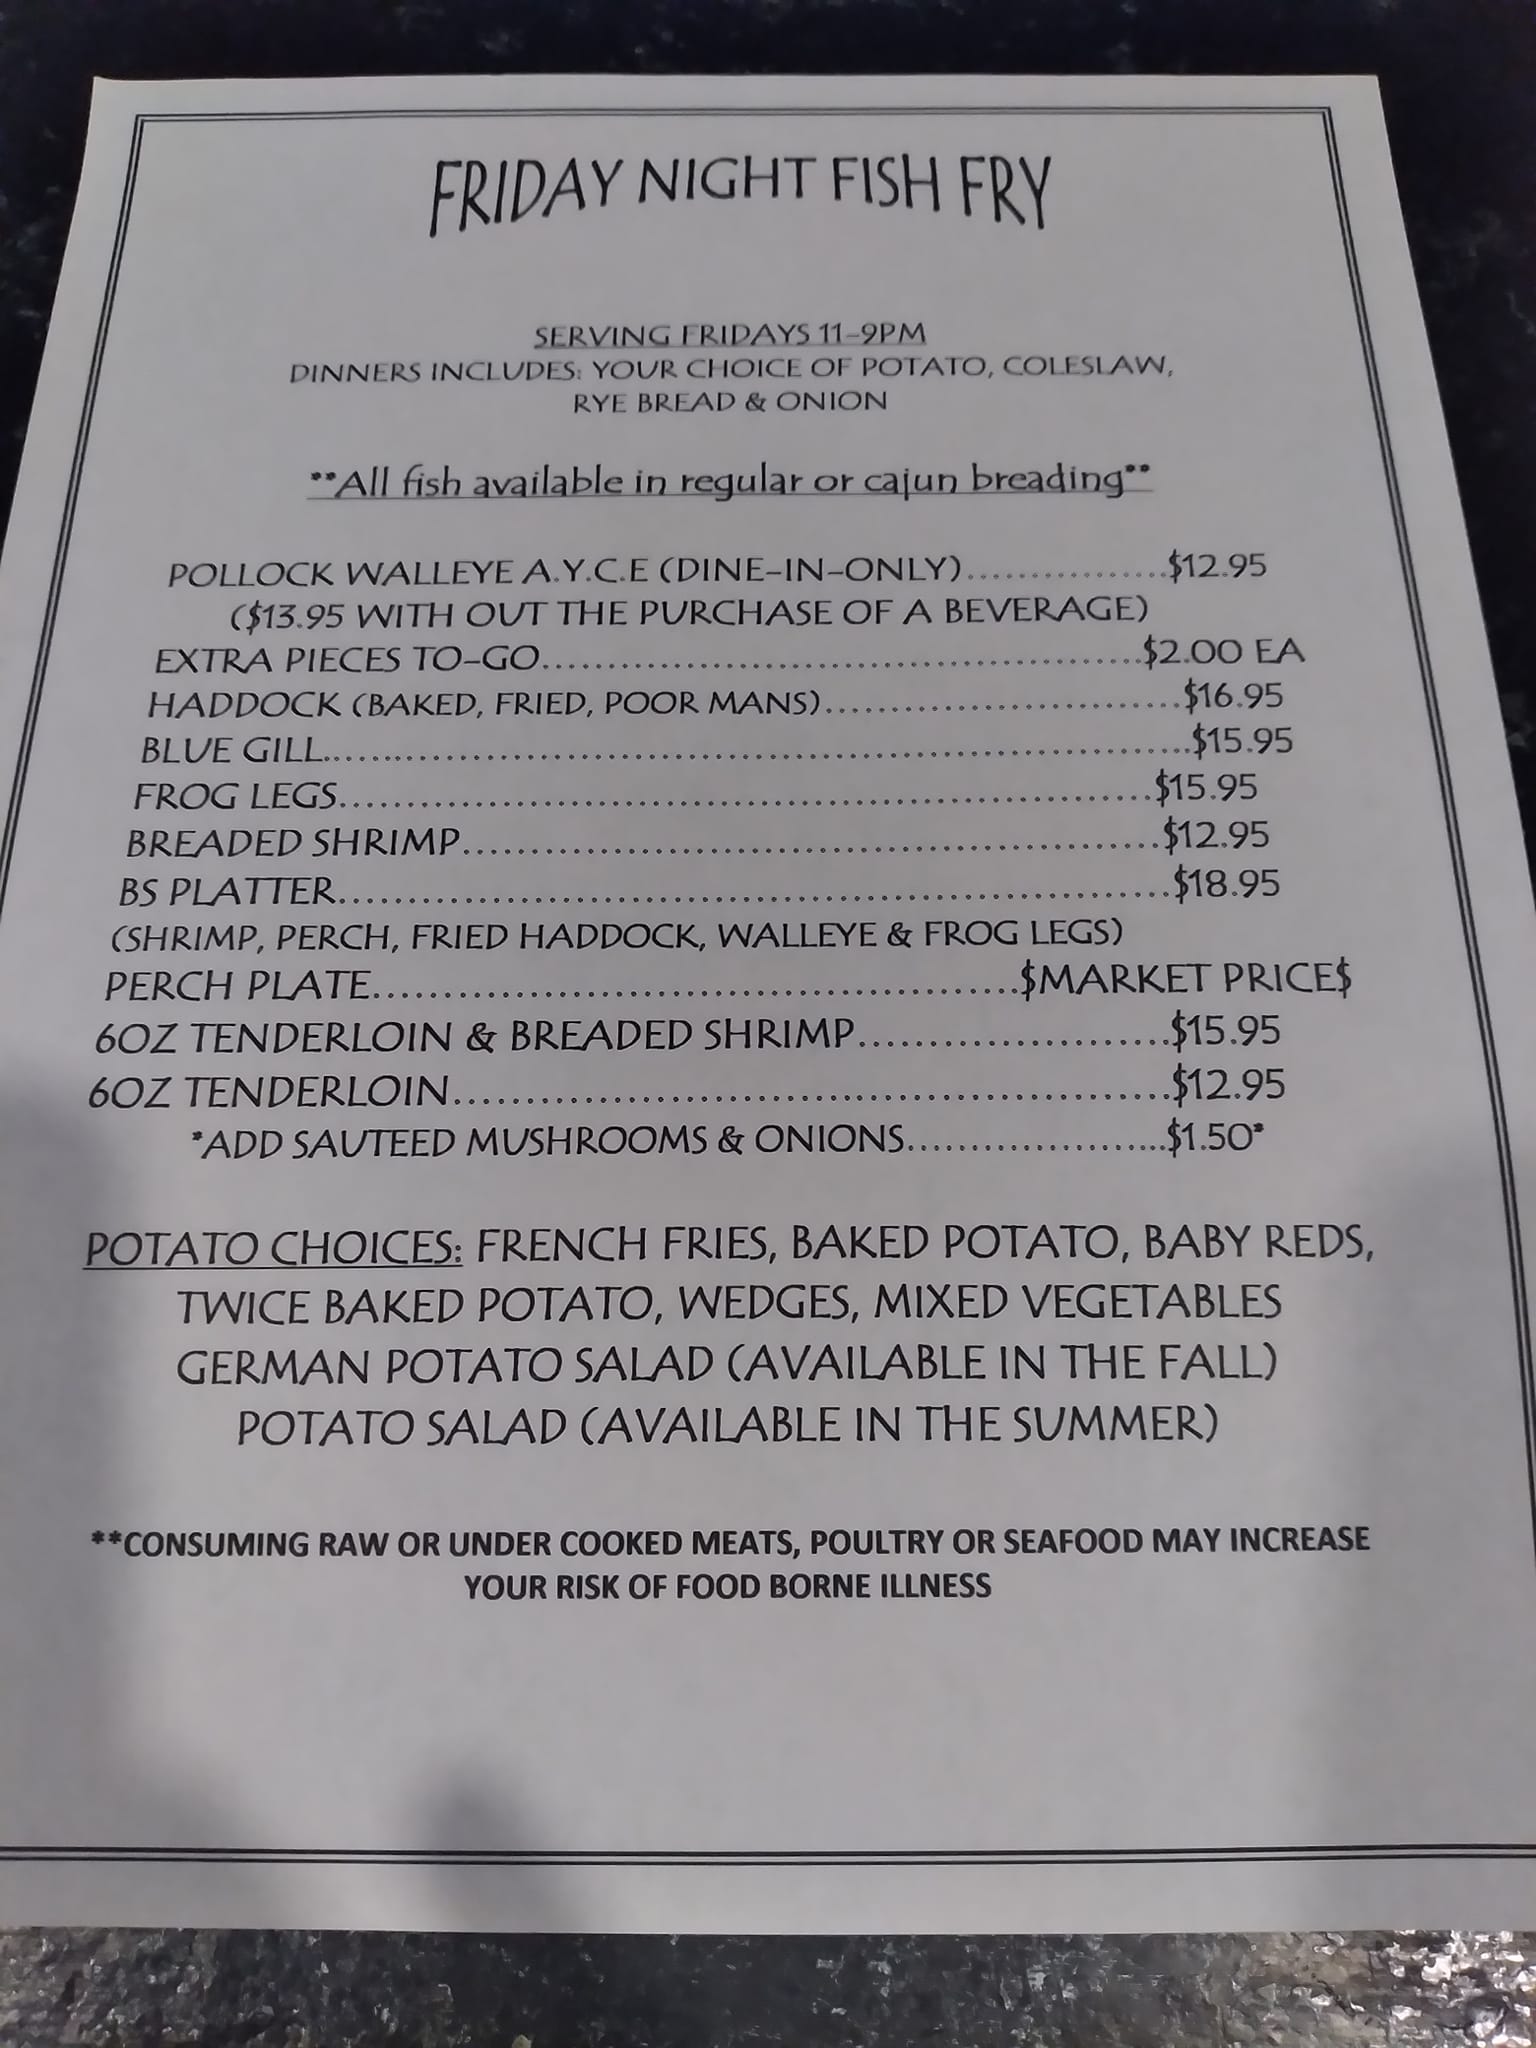 FRIDAY NIGHT FISH FRY
SERVING FRIDAYS 11-9PM
DINNERS INCLUDES: YOUR CHOICE OF POTATO, COLESLAW,
RYE BREAD & ONION
**All fish available in regular or cajun breading**
POLLOCK WALLEYE A.Y.C.E (DINE-IN-ONLY)................$12.95
($13.95 WITH OUT THE PURCHASE OF A BEVERAGE)
EXTRA PIECES TO-GO.............................................$2.00 EA
HADDOCK (BAKED, FRIED, POOR MANS)...........................$16.95
BLUE GILL.................................................................$15.95
FROG LEGS.............................................................$15.95
BREADED SHRIMP....................................................$12.95
BS PLATTER.............................................................$18.95
(SHRIMP, PERCH, FRIED HADDOCK, WALLEYE & FROG LEGS)
PERCH PLATE.............................................$MARKET PRICE$
6OZ TENDERLOIN & BREADED SHRIMP......................$15.95
6OZ TENDERLOIN...................................................$12.95
*ADD SAUTEED MUSHROOMS & ONIONS...................$1.50*
POTATO CHOICES: FRENCH FRIES, BAKED POTATO, BABY REDS,
TWICE BAKED POTATO, WEDGES, MIXED VEGETABLES
GERMAN POTATO SALAD (AVAILABLE IN THE FALL)
POTATO SALAD (AVAILABLE IN THE SUMMER)
**CONSUMING RAW OR UNDER COOKED MEATS, POULTRY OR SEAFOOD MAY INCREASE
YOUR RISK OF FOOD BORNE ILLNESS